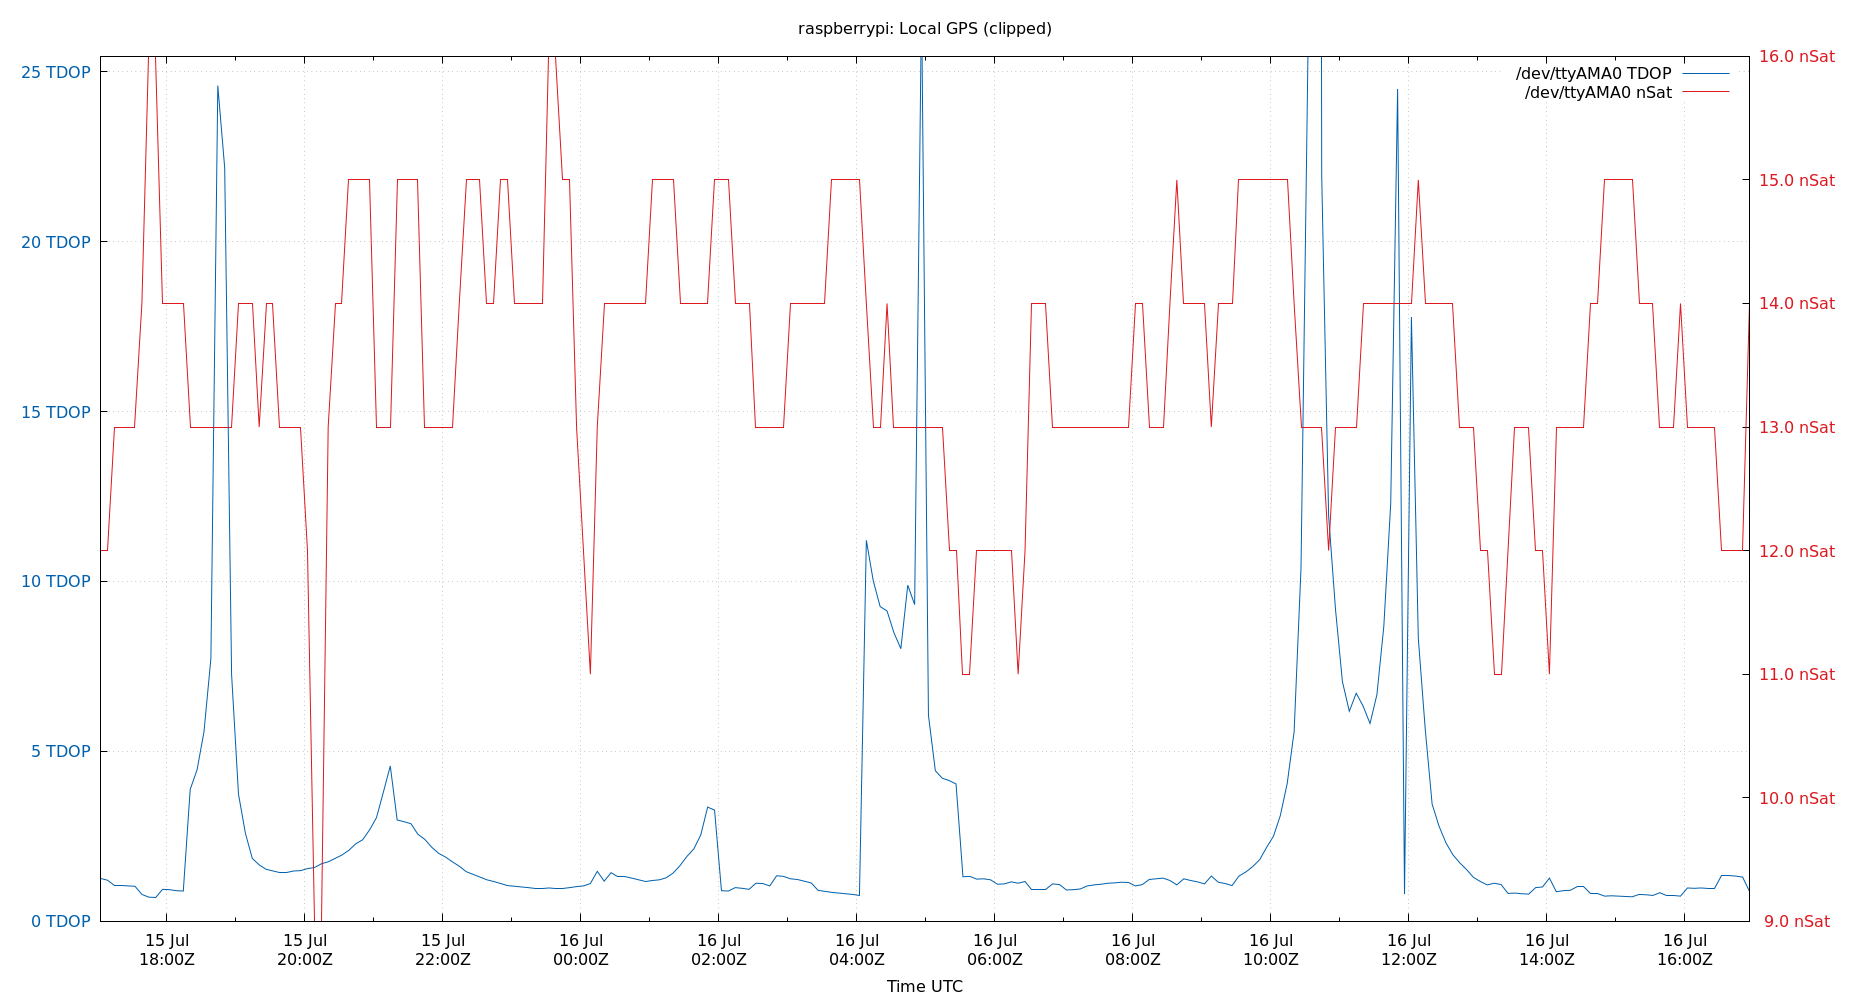 raspberrypi: Local GPS (clipped)
/dev/ttyAMA0 TDOP
/dev/ttyAMA0 nSat
25 TDOP
20 TDOP
15 TDOP
10 TDOP
5 TDOP
0 TDOP
16.0 nSat
15.0 nSat
14.0 nSat
13.0 nSat
12.0 nSat
11.0 nSat
10.0 nSat
9.0 nSat
15 Jul
18:00Z
15 Jul
20:00Z
15 Jul
22:00Z
16 Jul
00:00Z
16 Jul
02:00Z
16 Jul
04:00Z
16 Jul
06:00Z
16 Jul
08:00Z
16 Jul
10:00Z
16 Jul
12:00Z
16 Jul
14:00Z
16 Jul
16:00Z
Time UTC